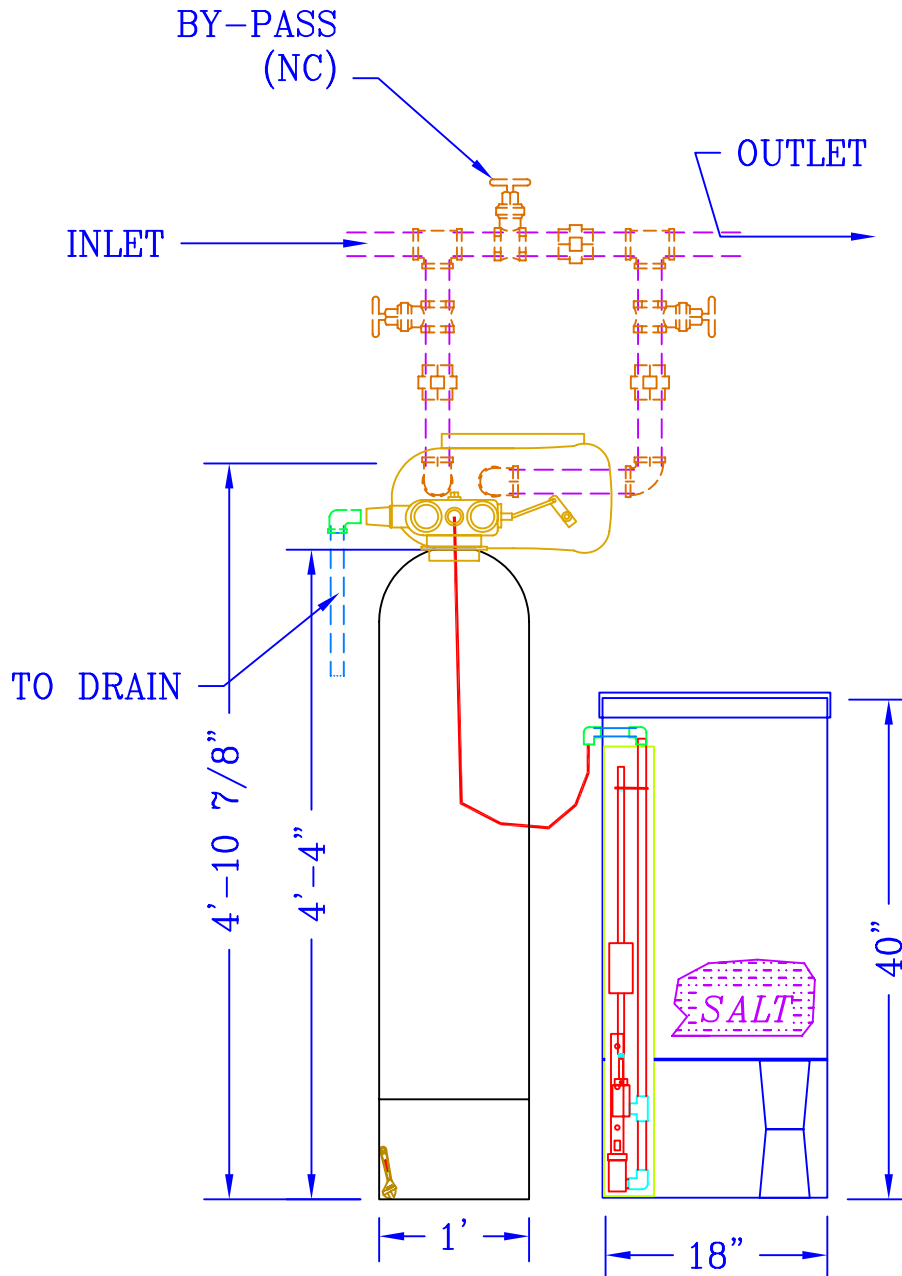 BY-PASS
(NC)
OUTLET
INLET
TO DRAIN
4'-10 7/8"
4'-4"
40"
SALT
1'
18"